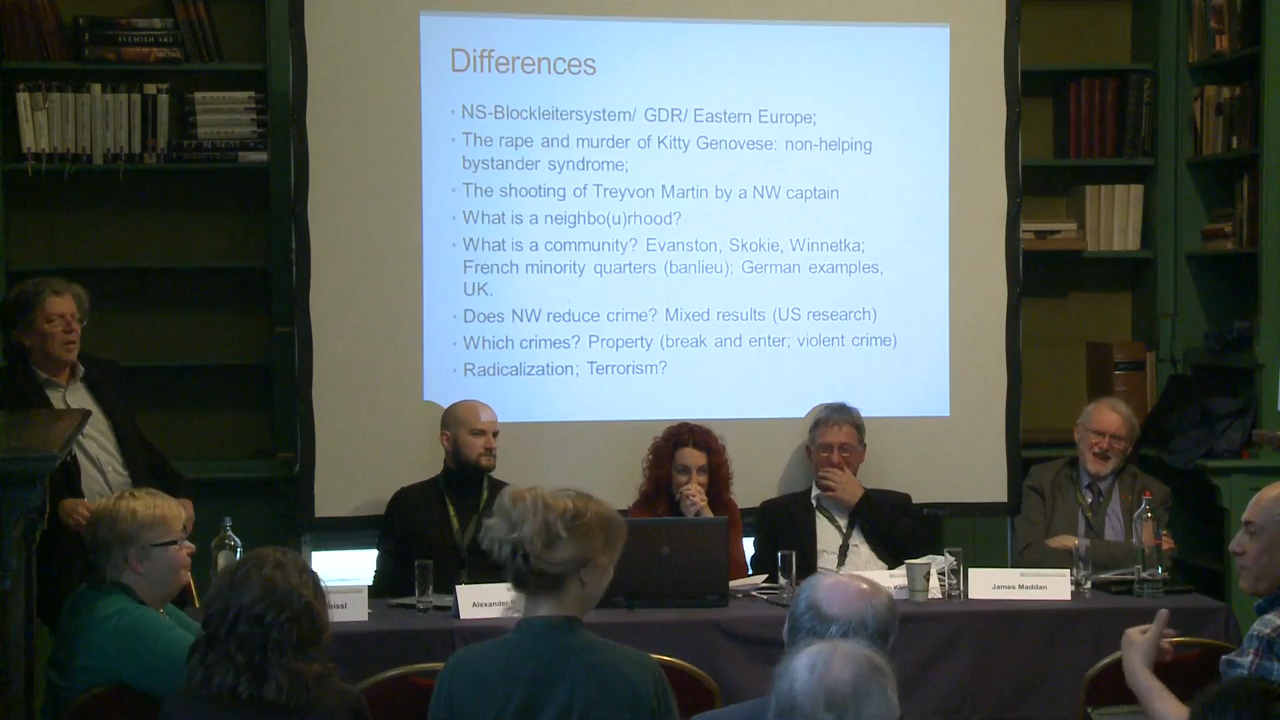 FLEMISH ART
Differences
NS-Blockleitersystem/ GDR/ Eastern Europe;
The rape and murder of Kitty Genovese: non-helping
bystander syndrome;
The shooting of Treyvon Martin by a NW captain
What is a neighbo(u)rhood?
What is a community? Evanston, Skokie, Winnetka;
French minority quarters (banlieu); German examples,
UK.
Does NW reduce crime? Mixed results (US research)
Which crimes? Property (break and enter; violent crime)
Radicalization; Terrorism?
eissl
Alexander
James Maddan